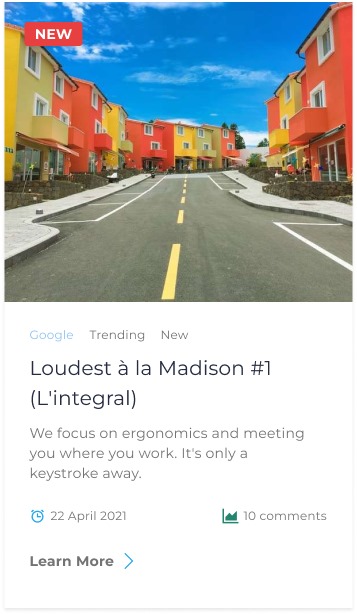 NEW
Google Trending New
Loudest à la Madison #1
(L'integral)
We focus on ergonomics and meeting
you where you work. It's only a
keystroke away.
22 April 2021 10 comments
Learn More